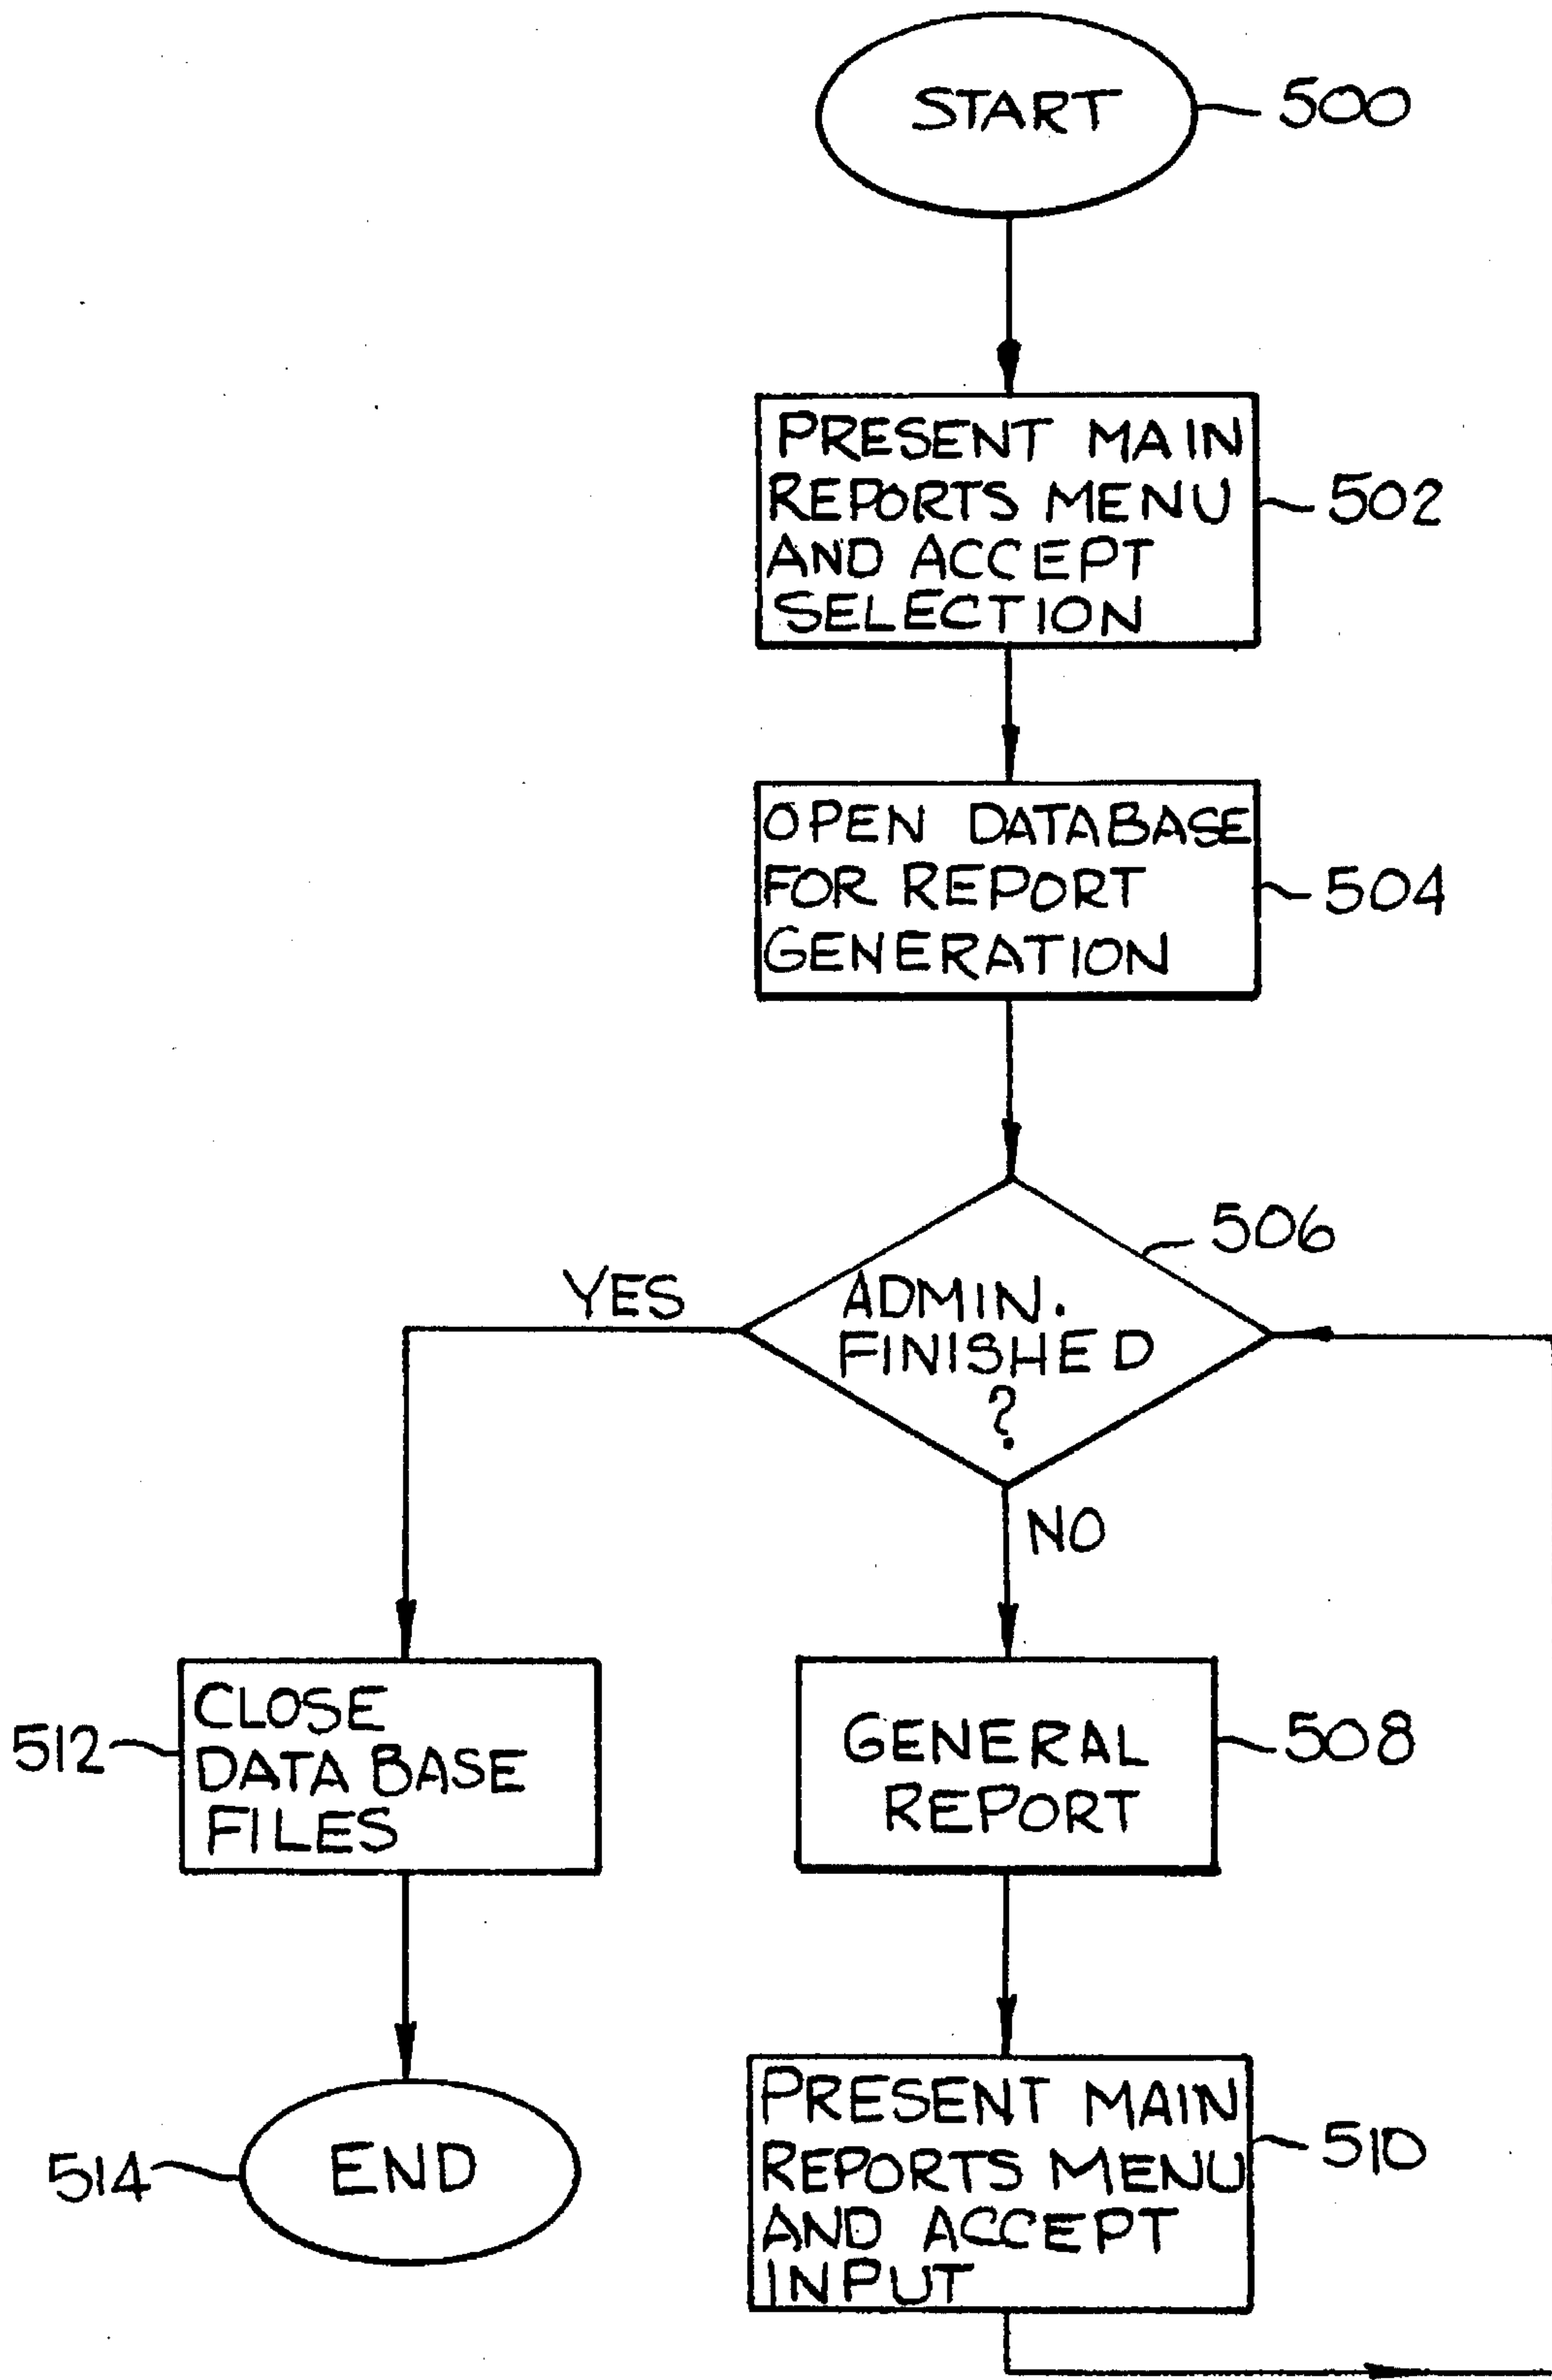 START
500
PRESENT MAIN
REPORTS MENU
AND ACCEPT
SELECTION
502
OPEN DATABASE
FOR REPORT
GENERATION
504
506
YES
ADMIN.
FINISHED
?
NO
CLOSE
DATA BASE
FILES
512
GENERAL
REPORT
508
END
514
PRESENT MAIN
REPORTS MENU
AND ACCEPT
INPUT
510